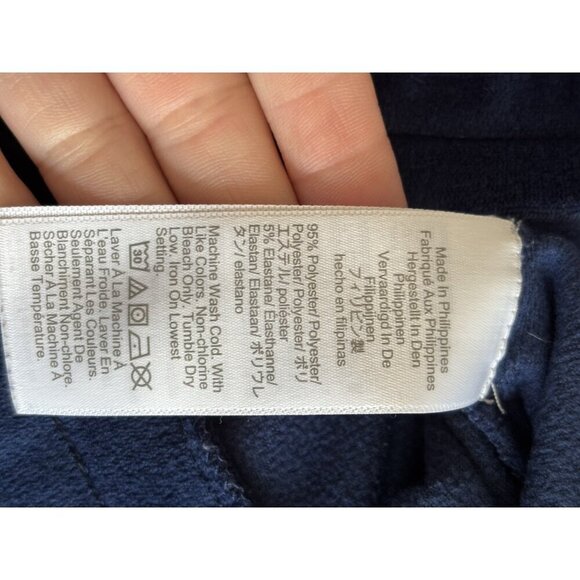 Made In Philippines
Fabriqué Aux Philippines
Hergestellt In Den
Philippinen
Vervaardigd In De
Filippijnen
フィリピン製
hecho en filipinas
95% Polyester/Polyester/
Polyester/Polyester/ポリ
エステル/poliéster
5% Elastane/Elasthanne/
Elastan/Elastaan/ポリウレ
タン/elastano
Machine Wash Cold. With
Like Colors. Non-chlorine
Bleach Only. Tumble Dry
Low. Iron On Lowest
Setting.
30
Laver À La Machine À
L'eau Froide. Laver En
Séparant Les Couleurs.
Seulement Agent De
Blanchiment Non-chlore.
Sécher À La Machine À
Basse Température.